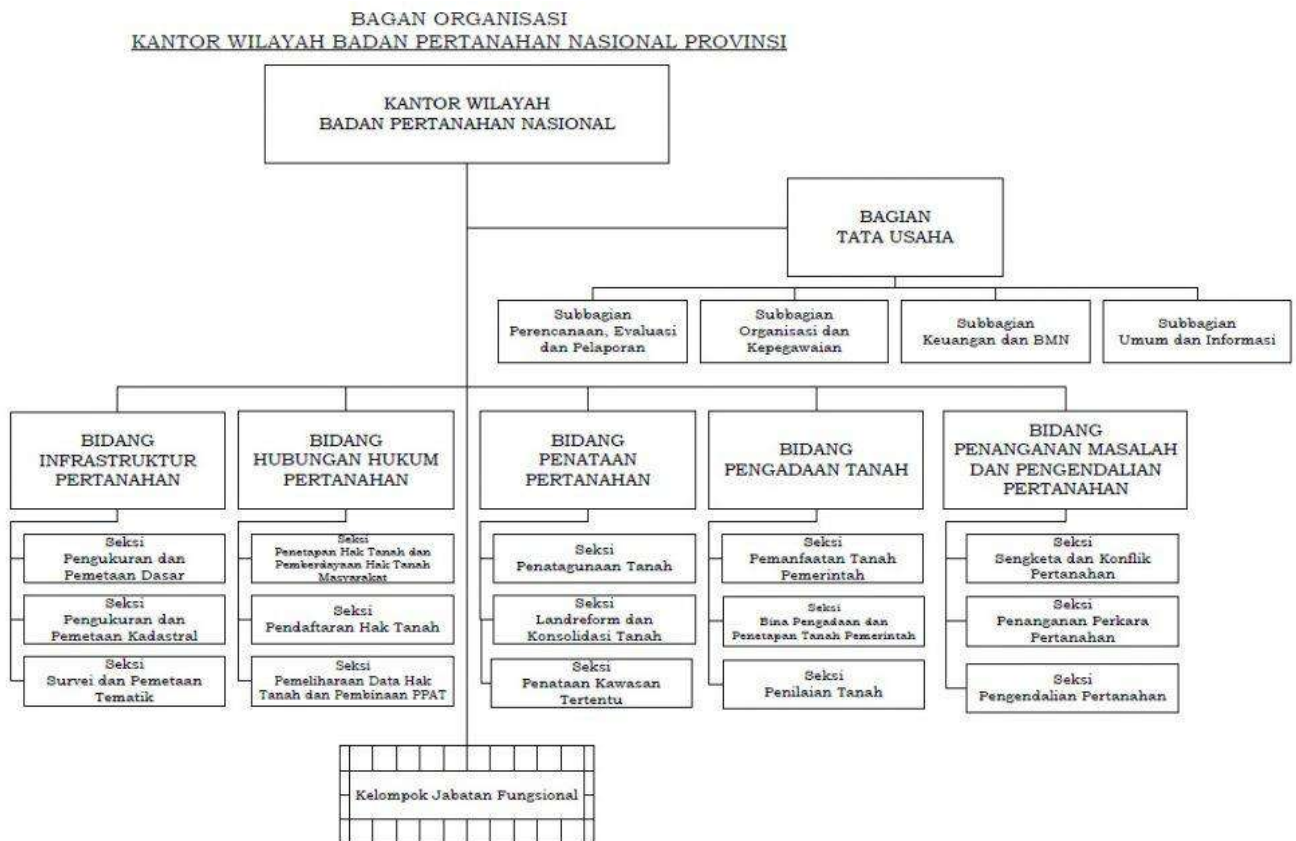 BAGAN ORGANISASI
KANTOR WILAYAH BADAN PERTANAHAN NASIONAL PROVINSI
KANTOR WILAYAH
BADAN PERTANAHAN NASIONAL
BAGIAN
TATA USAHA
Subbagian
Perencanaan, Evaluasi
dan Pelaporan
Subbagian
Organisasi dan
Kepegawaian
Subbagian
Keuangan dan BMN
Subbagian
Umum dan Informasi
BIDANG
INFRASTRUKTUR
PERTANAHAN
BIDANG
HUBUNGAN HUKUM
PERTANAHAN
BIDANG
PENATAAN
PERTANAHAN
BIDANG
PENGADAAN TANAH
BIDANG
PENANGANAN MASALAH
DAN PENGENDALIAN
PERTANAHAN
Seksi
Pengukuran dan
Pemetaan Dasar
Seksi
Pengukuran dan
Pemetaan Kadastral
Seksi
Survei dan Pemetaan
Tematik
Seksi
Penetapan Hak Tanah dan
Pemberdayaan Hak Tanah
Masyarakat
Seksi
Pendaftaran Hak Tanah
Seksi
Pemeliharaan Data Hak
Tanah dan Pembinaan PPAT
Seksi
Penatagunaan Tanah
Seksi
Landreform dan
Konsolidasi Tanah
Seksi
Penataan Kawasan
Tertentu
Seksi
Pemanfaatan Tanah
Pemerintah
Seksi
Bina Pengadaan dan
Penetapan Tanah Pemerintah
Seksi
Penilaian Tanah
Seksi
Sengketa dan Konflik
Pertanahan
Seksi
Penanganan Perkara
Pertanahan
Seksi
Pengendalian Pertanahan
Kelompok Jabatan Fungsional